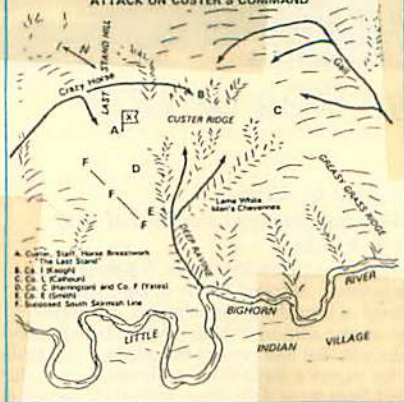 ATTACK ON CUSTER'S COMMAND
N
LAST STAND HILL
Crazy Horse
Gall
A
B
C
CUSTER RIDGE
D
E
F
F
F
Lame White
Man's Cheyennes
GREASY GRASS RIDGE
DEEP RAVINE
A. Custer, Staff, Horse Breastwork
"The Last Stand"
B. Co. I (Keogh)
C. Co. L (Calhoun)
D. Co. C (Harrington) and Co. F (Yates)
E. Co. E (Smith)
F. Supposed South Skirmish Line
LITTLE
BIGHORN
RIVER
INDIAN VILLAGE